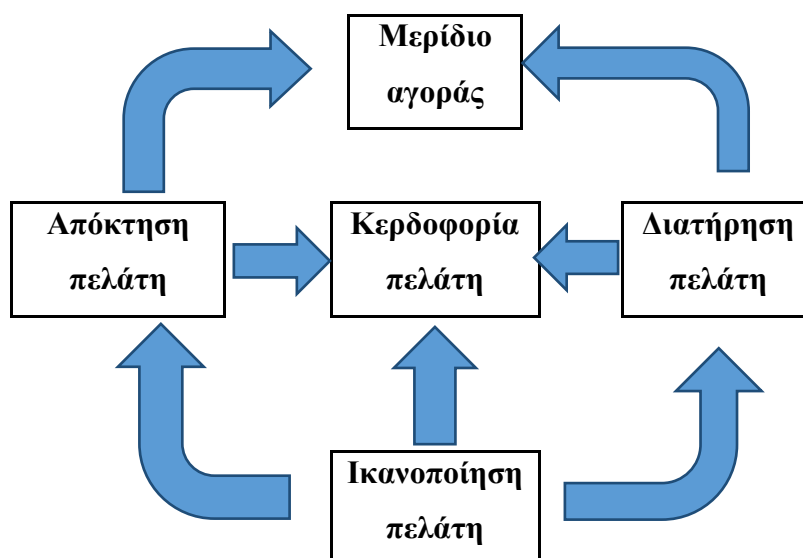 Μερίδιο
αγοράς
Απόκτηση
πελάτη
Κερδοφορία
πελάτη
Διατήρηση
πελάτη
Ικανοποίηση
πελάτη